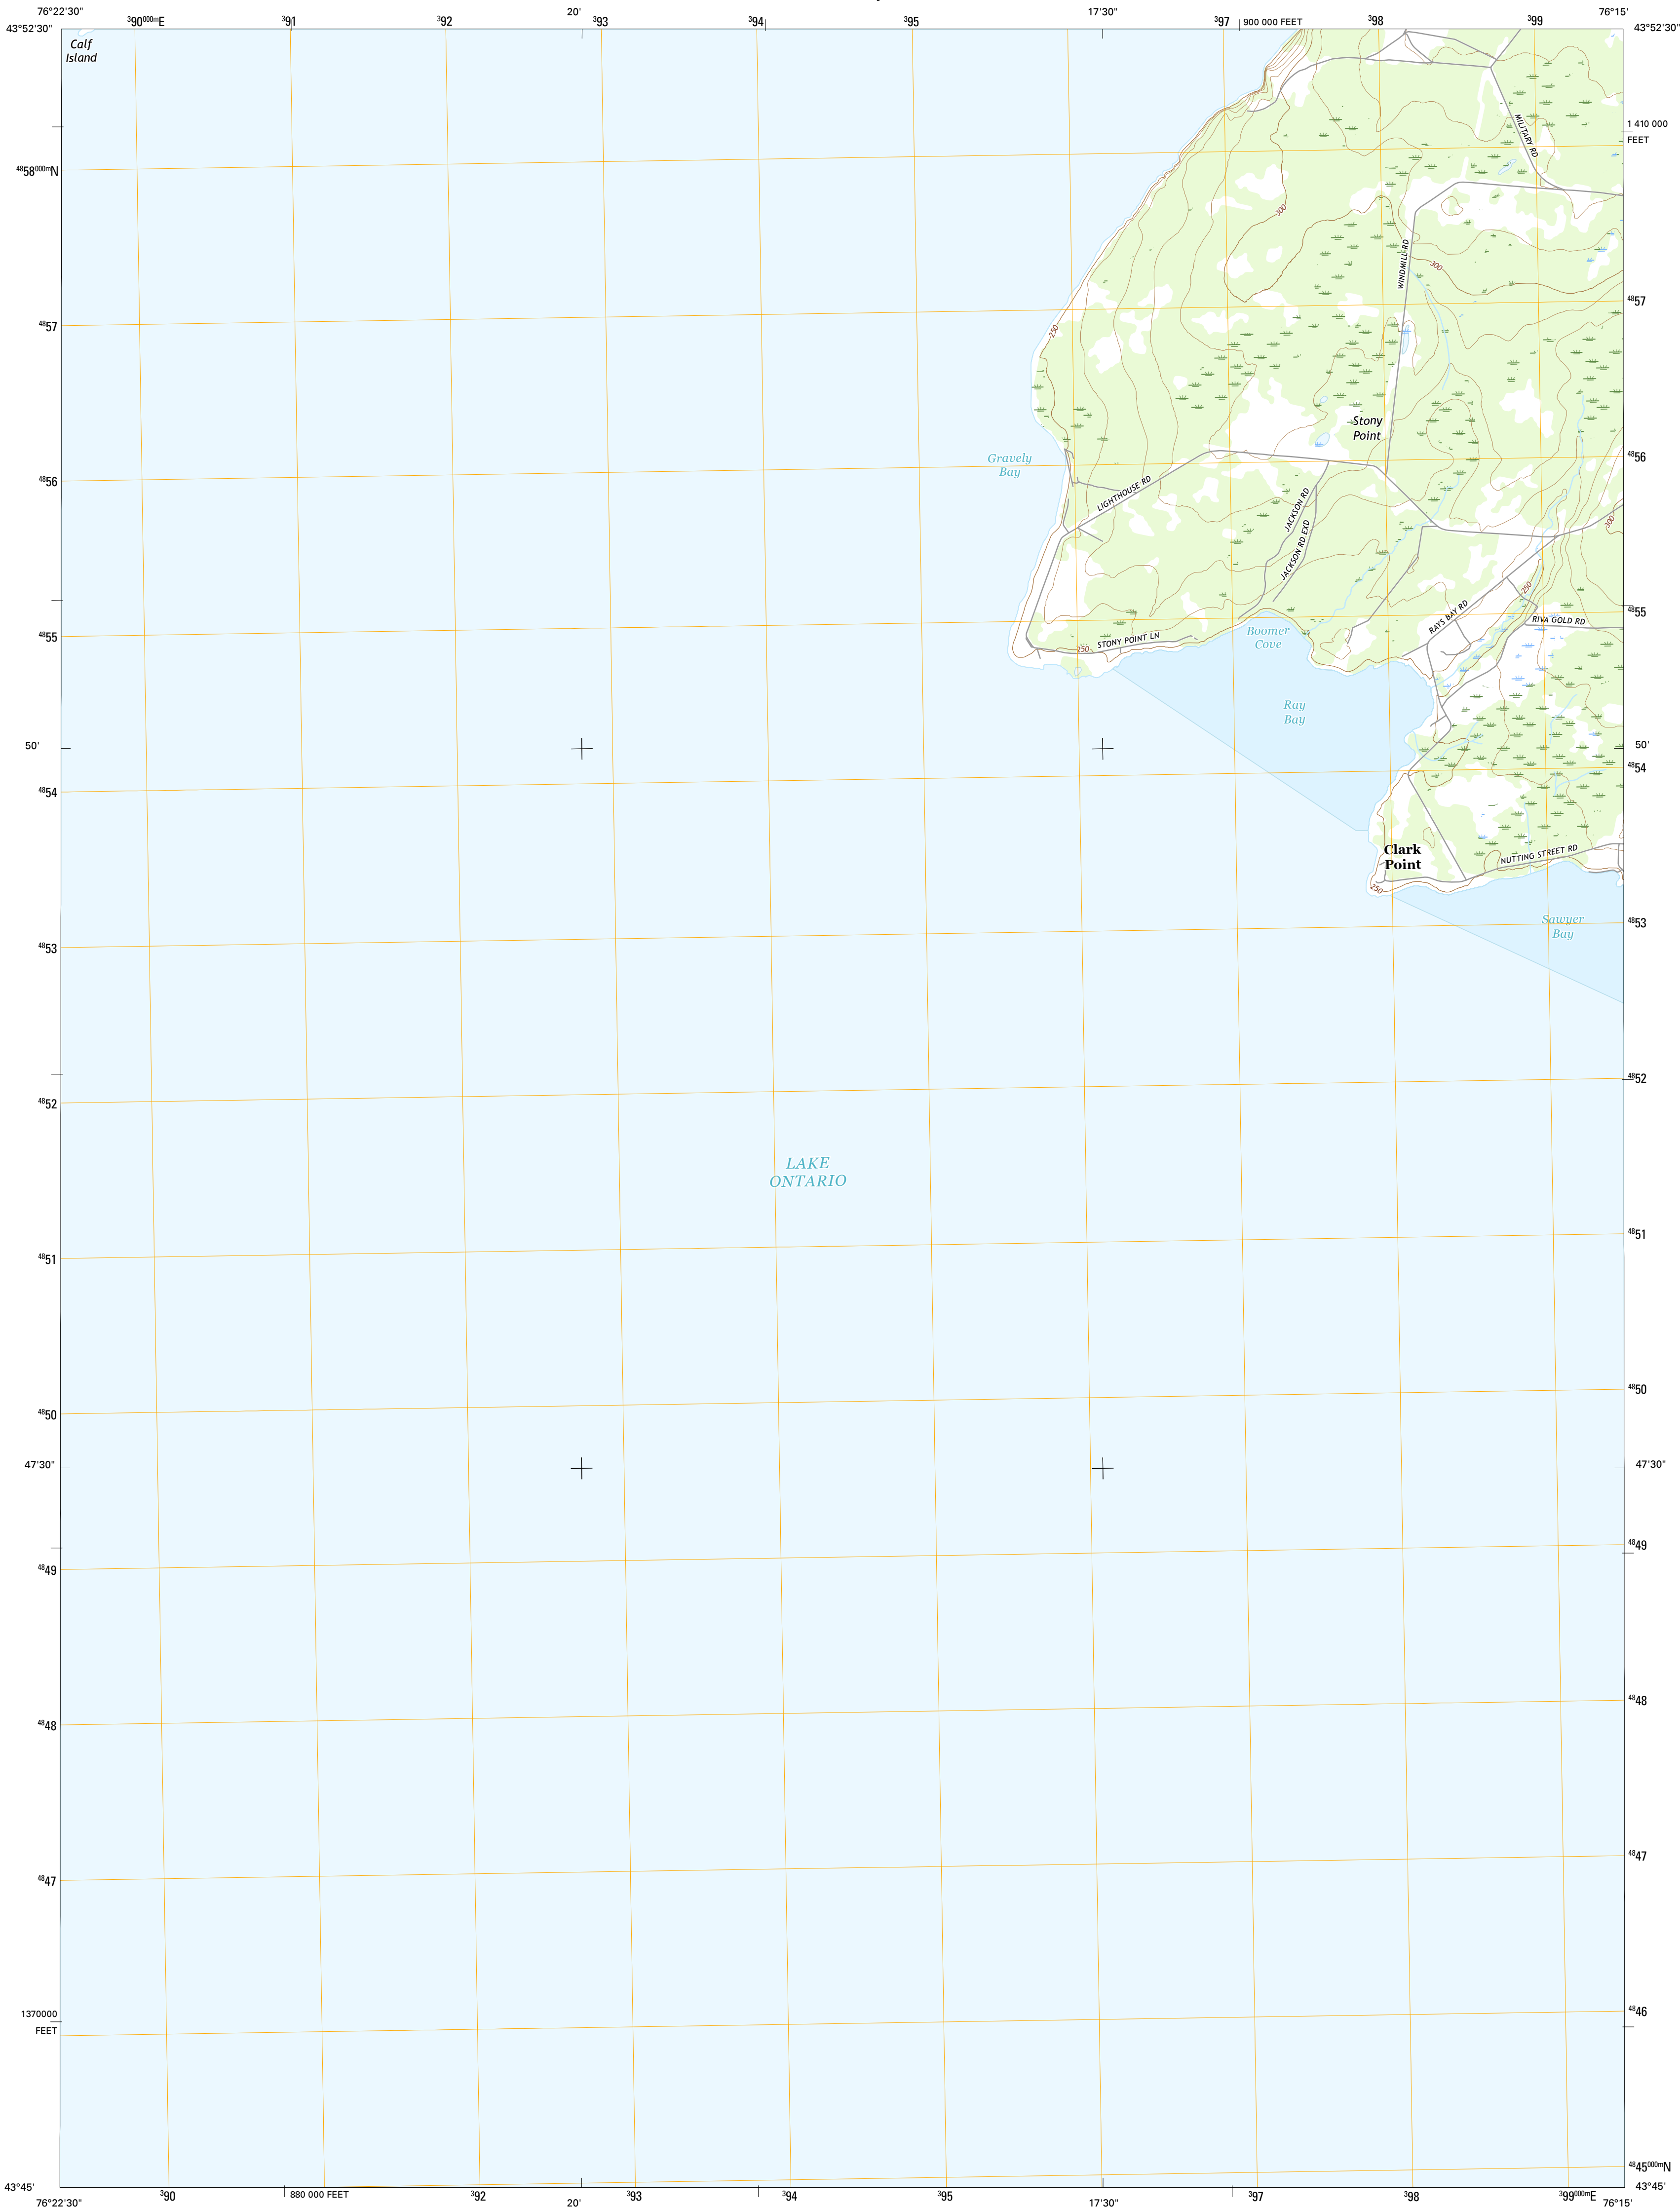 76°22'30"
20'
17'30"
76°15'
390000mE
391
392
393
394
395
397
900 000 FEET
398
399
43°52'30"
43°52'30"
Calf
Island
1 410 000
FEET
MILITARY RD
4858000mN
300
WINDMILL RD
300
4857
250
4857
Stony
Point
Gravely
Bay
4856
4856
LIGHTHOUSE RD
JACKSON RD
JACKSON RD EXD
300
250
4855
4855
RAYS BAY RD
RIVA GOLD RD
Boomer
Cove
STONY POINT LN
250
Ray
Bay
50'
50'
4854
4854
Clark
Point
NUTTING STREET RD
250
Sawyer
Bay
4853
4853
4852
4852
LAKE
ONTARIO
4851
4851
4850
4850
47'30"
47'30"
4849
4849
4848
4848
4847
4847
4846
1370000
FEET
4845000mN
43°45'
43°45'
390
880 000 FEET
392
393
394
395
397
398
399000mE
76°22'30"
20'
17'30"
76°15'